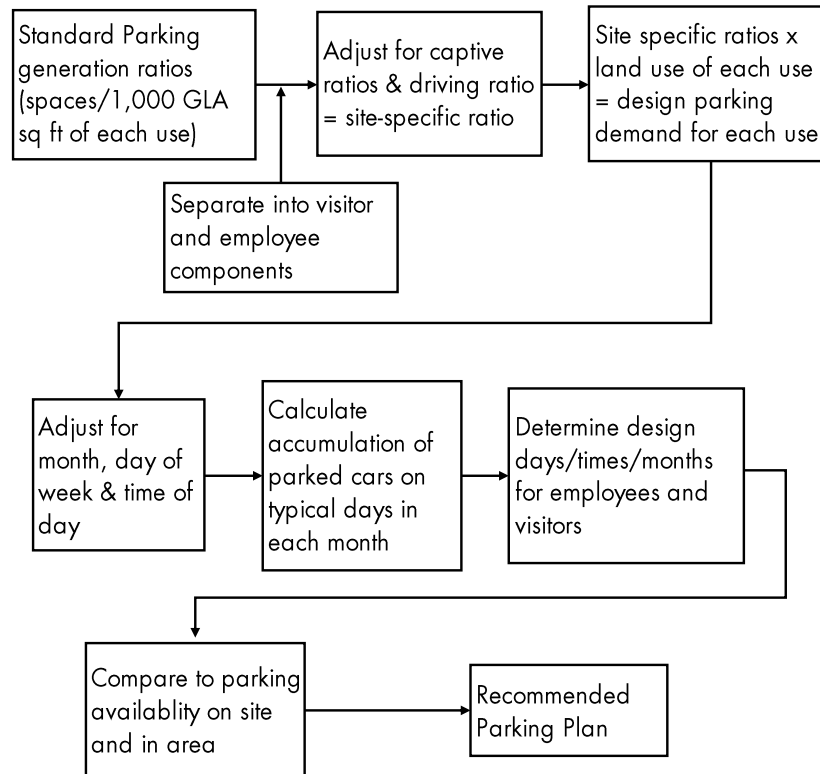 Standard Parking
generation ratios
(spaces/1,000 GLA
sq ft of each use)
Adjust for captive
ratios & driving ratio
= site-specific ratio
Site specific ratios x
land use of each use
= design parking
demand for each use
Separate into visitor
and employee
components
Adjust for
month, day of
week & time of
day
Calculate
accumulation of
parked cars on
typical days in
each month
Determine design
days/times/months
for employees and
visitors
Compare to parking
availablity on site
and in area
Recommended
Parking Plan